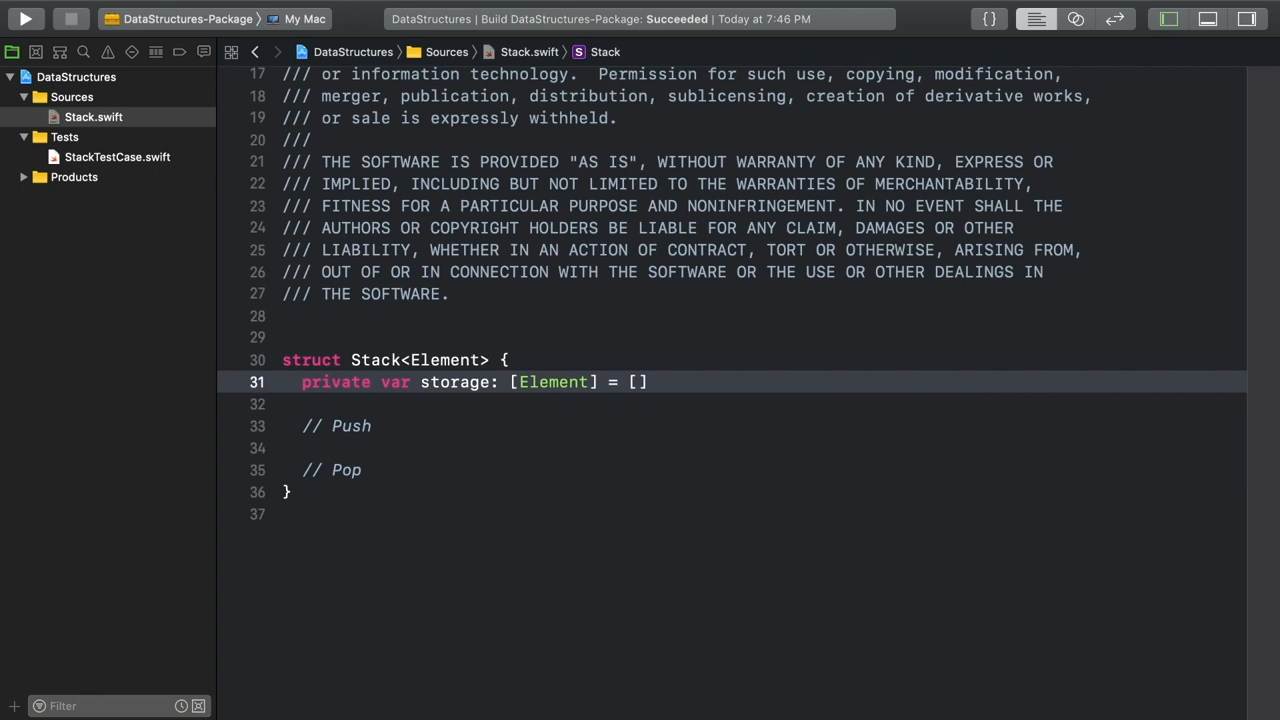 DataStructures-Package 〉 My Mac
DataStructures | Build DataStructures-Package: Succeeded | Today at 7:46 PM
DataStructures 〉 Sources 〉 Stack.swift 〉 S Stack
DataStructures
Sources
Stack.swift
Tests
StackTestCase.swift
Products
17 /// or information technology.  Permission for such use, copying, modification,
18 /// merger, publication, distribution, sublicensing, creation of derivative works,
19 /// or sale is expressly withheld.
20 ///
21 /// THE SOFTWARE IS PROVIDED "AS IS", WITHOUT WARRANTY OF ANY KIND, EXPRESS OR
22 /// IMPLIED, INCLUDING BUT NOT LIMITED TO THE WARRANTIES OF MERCHANTABILITY,
23 /// FITNESS FOR A PARTICULAR PURPOSE AND NONINFRINGEMENT. IN NO EVENT SHALL THE
24 /// AUTHORS OR COPYRIGHT HOLDERS BE LIABLE FOR ANY CLAIM, DAMAGES OR OTHER
25 /// LIABILITY, WHETHER IN AN ACTION OF CONTRACT, TORT OR OTHERWISE, ARISING FROM,
26 /// OUT OF OR IN CONNECTION WITH THE SOFTWARE OR THE USE OR OTHER DEALINGS IN
27 /// THE SOFTWARE.
28
29
30 struct Stack<Element> {
31   private var storage: [Element] = []
32
33   // Push
34
35   // Pop
36 }
37
Filter